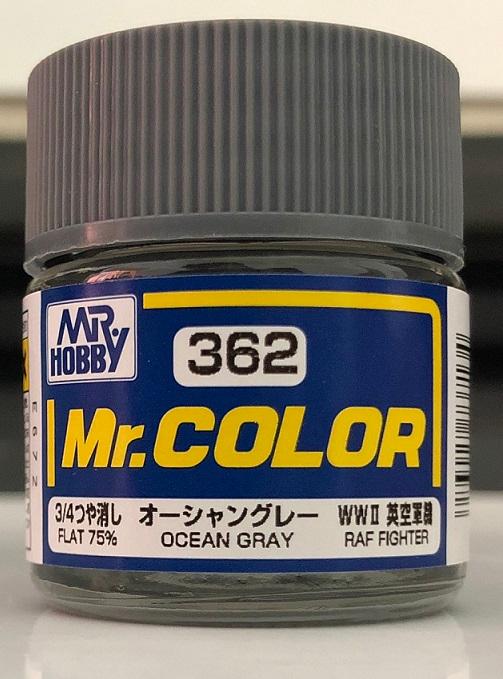 MR.
HOBBY
362
Mr.COLOR
3/4つや消し
FLAT 75%
オーシャングレー
OCEAN GRAY
WWⅡ 英空軍機
RAF FIGHTER